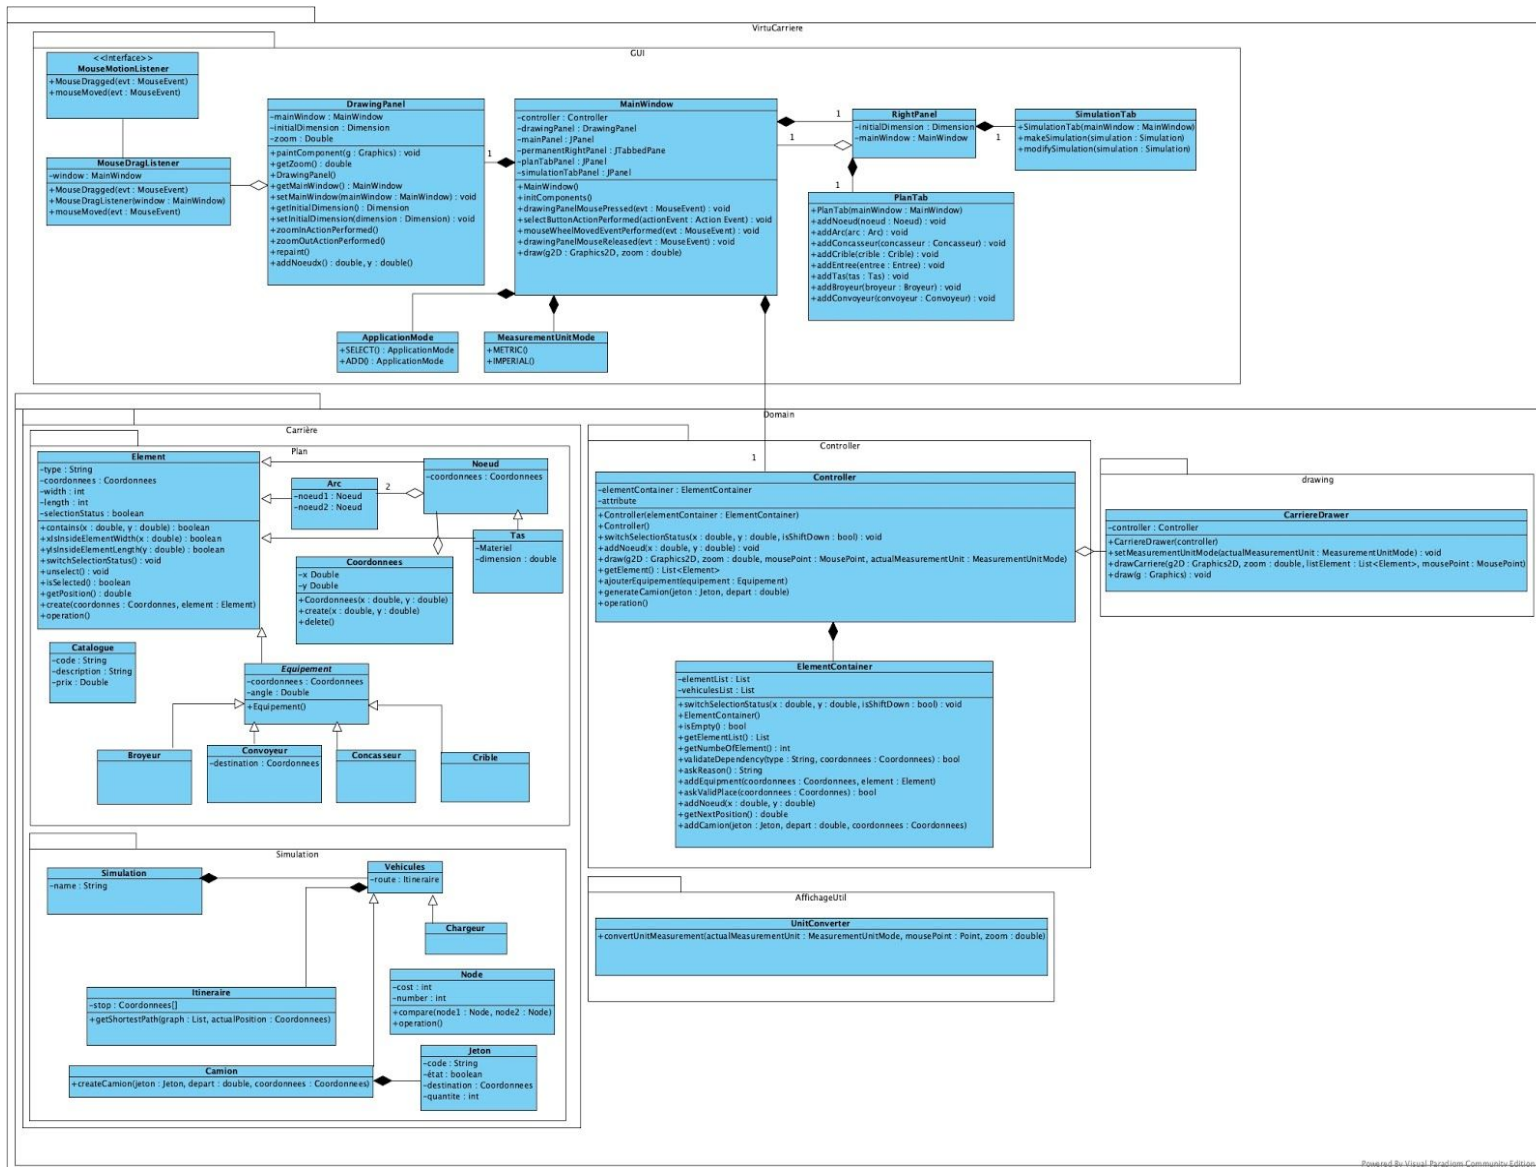 VirtuCarriere
GUI
<<Interface>>
MouseMotionListener
+MouseDragged(evt : MouseEvent)
+mouseMoved(evt : MouseEvent)
MouseDragListener
-window : MainWindow
+MouseDragged(evt : MouseEvent)
+MouseDragListener(window : MainWindow)
+mouseMoved(evt : MouseEvent)
DrawingPanel
-mainWindow : MainWindow
-initialDimension : Dimension
-zoom : Double
+paintComponent(g : Graphics) : void
+getZoom() : double
+DrawingPanel()
+getMainWindow() : MainWindow
+setMainWindow(mainWindow : MainWindow) : void
+getInitialDimension() : Dimension
+setInitialDimension(dimension : Dimension) : void
+zoomInActionPerformed()
+zoomOutActionPerformed()
+repaint()
+addNoeudx() : double, y : double()
1
MainWindow
-controller : Controller
-drawingPanel : DrawingPanel
-mainPanel : JPanel
-permanentRightPanel : JTabbedPane
-planTabPanel : JPanel
-simulationTabPanel : JPanel
+MainWindow()
+initComponents()
+drawingPanelMousePressed(evt : MouseEvent) : void
+selectButtonActionPerformed(actionEvent : Action Event) : void
+mouseWheelMovedEventPerformed(evt : MouseEvent) : void
+drawingPanelMouseReleased(evt : MouseEvent) : void
+draw(g2D : Graphics2D, zoom : double)
1
1
RightPanel
-initialDimension : Dimension
-mainWindow : MainWindow
1
SimulationTab
+SimulationTab(mainWindow : MainWindow)
+makeSimulation(simulation : Simulation)
+modifySimulation(simulation : Simulation)
1
PlanTab
+PlanTab(mainWindow : MainWindow)
+addNoeud(noeud : Noeud) : void
+addArc(arc : Arc) : void
+addConcasseur(concasseur : Concasseur) : void
+addCrible(crible : Crible) : void
+addEntree(entree : Entree) : void
+addTas(tas : Tas) : void
+addBroyeur(broyeur : Broyeur) : void
+addConvoyeur(convoyeur : Convoyeur) : void
ApplicationMode
+SELECT() : ApplicationMode
+ADD() : ApplicationMode
MeasurementUnitMode
+METRIC()
+IMPERIAL()
Domain
Carrière
Plan
Element
-type : String
-coordonnees : Coordonnees
-width : int
-length : int
-selectionStatus : boolean
+contains(x : double, y : double) : boolean
+xIsInsideElementWidth(x : double) : boolean
+yIsInsideElementLength(y : double) : boolean
+switchSelectionStatus() : void
+unselect() : void
+isSelected() : boolean
+getPosition() : double
+create(coordonnes : Coordonnes, element : Element)
+operation()
Arc
-noeud1 : Noeud
-noeud2 : Noeud
2
Noeud
-coordonnees : Coordonnees
Tas
-Materiel
-dimension : double
Coordonnees
-x Double
-y Double
+Coordonnees(x : double, y : double)
+create(x : double, y : double)
+delete()
Catalogue
-code : String
-description : String
-prix : Double
Equipement
-coordonnees : Coordonnees
-angle : Double
+Equipement()
Broyeur
Convoyeur
-destination : Coordonnees
Concasseur
Crible
Simulation
Simulation
-name : String
Vehicules
-route : Itineraire
Chargeur
Itineraire
-stop : Coordonnees[]
+getShortestPath(graph : List, actualPosition : Coordonnees)
Node
-cost : int
-number : int
+compare(node1 : Node, node2 : Node)
+operation()
Camion
+createCamion(jeton : Jeton, depart : double, coordonnees : Coordonnees)
Jeton
-code : String
-état : boolean
-destination : Coordonnees
-quantite : int
Controller
1
Controller
-elementContainer : ElementContainer
-attribute
+Controller(elementContainer : ElementContainer)
+Controller()
+switchSelectionStatus(x : double, y : double, isShiftDown : bool) : void
+addNoeud(x : double, y : double) : void
+draw(g2D : Graphics2D, zoom : double, mousePoint : MousePoint, actualMeasurementUnit : MeasurementUnitMode)
+getElement() : List<Element>
+ajouterEquipement(equipement : Equipement)
+generateCamion(jeton : Jeton, depart : double)
+operation()
ElementContainer
-elementList : List
-vehiculesList : List
+switchSelectionStatus(x : double, y : double, isShiftDown : bool) : void
+ElementContainer()
+isEmpty() : bool
+getElementList() : List
+getNumbeOfElement() : int
+validateDependency(type : String, coordonnees : Coordonnees) : bool
+askReason() : String
+addEquipment(coordonnees : Coordonnees, element : Element)
+askValidPlace(coordonnees : Coordonnes) : bool
+addNoeud(x : double, y : double)
+getNextPosition() : double
+addCamion(jeton : Jeton, depart : double, coordonnees : Coordonnees)
drawing
CarriereDrawer
-controller : Controller
+CarriereDrawer(controller)
+setMeasurementUnitMode(actualMeasurementUnit : MeasurementUnitMode) : void
+drawCarriere(g2D : Graphics2D, zoom : double, listElement : List<Element>, mousePoint : MousePoint)
+draw(g : Graphics) : void
AffichageUtil
UnitConverter
+convertUnitMeasurement(actualMeasurementUnit : MeasurementUnitMode, mousePoint : Point, zoom : double)
Powered By Visual Paradigm Community Edition